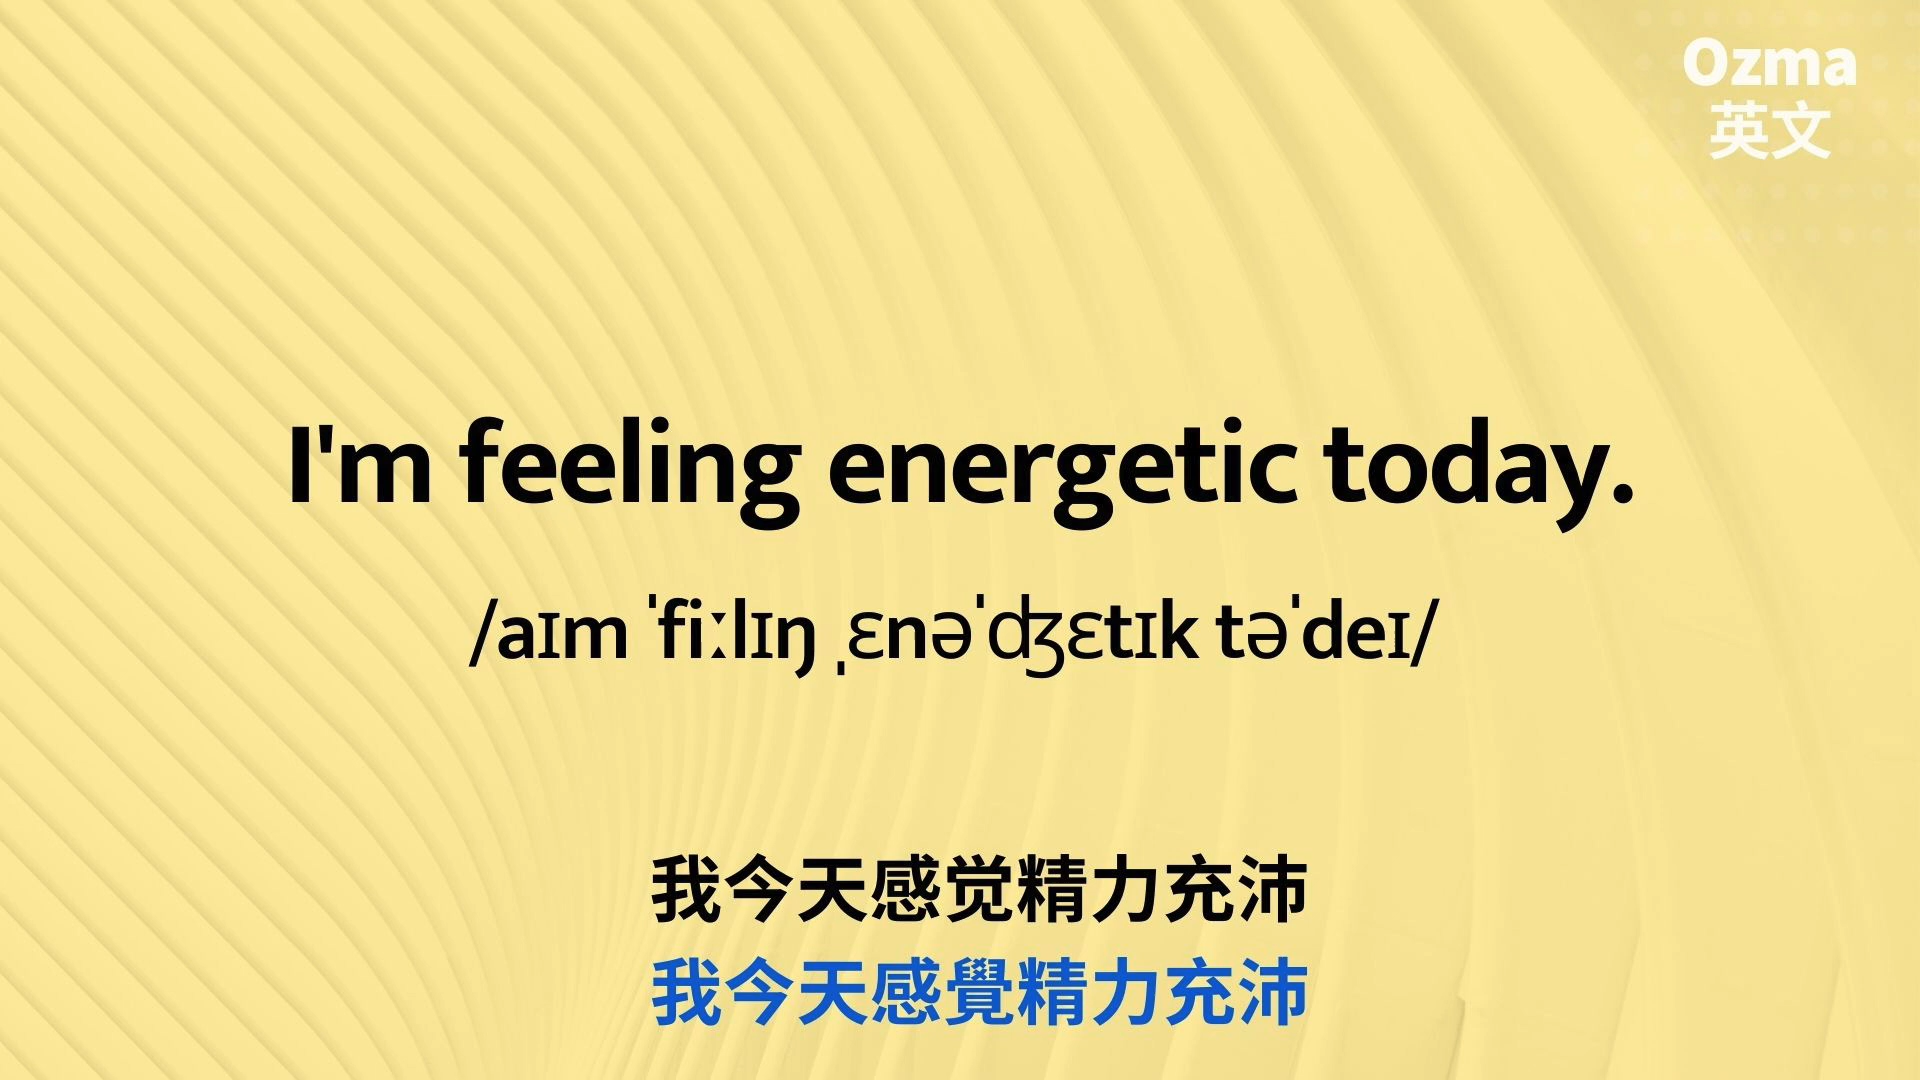 Ozma
英文
I'm feeling energetic today.
/aɪm ˈfiːlɪŋ ˌɛnəˈʤɛtɪk təˈdeɪ/
我今天感觉精力充沛
我今天感覺精力充沛